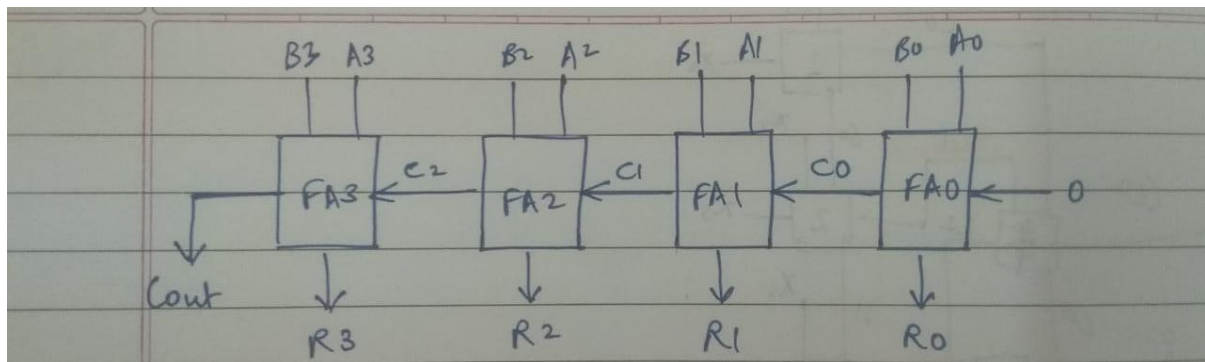 B3 A3 B2 A2 B1 A1 B0 A0
C2 C1 C0
FA3 FA2 FA1 FA0 0
Cout
R3 R2 R1 R0